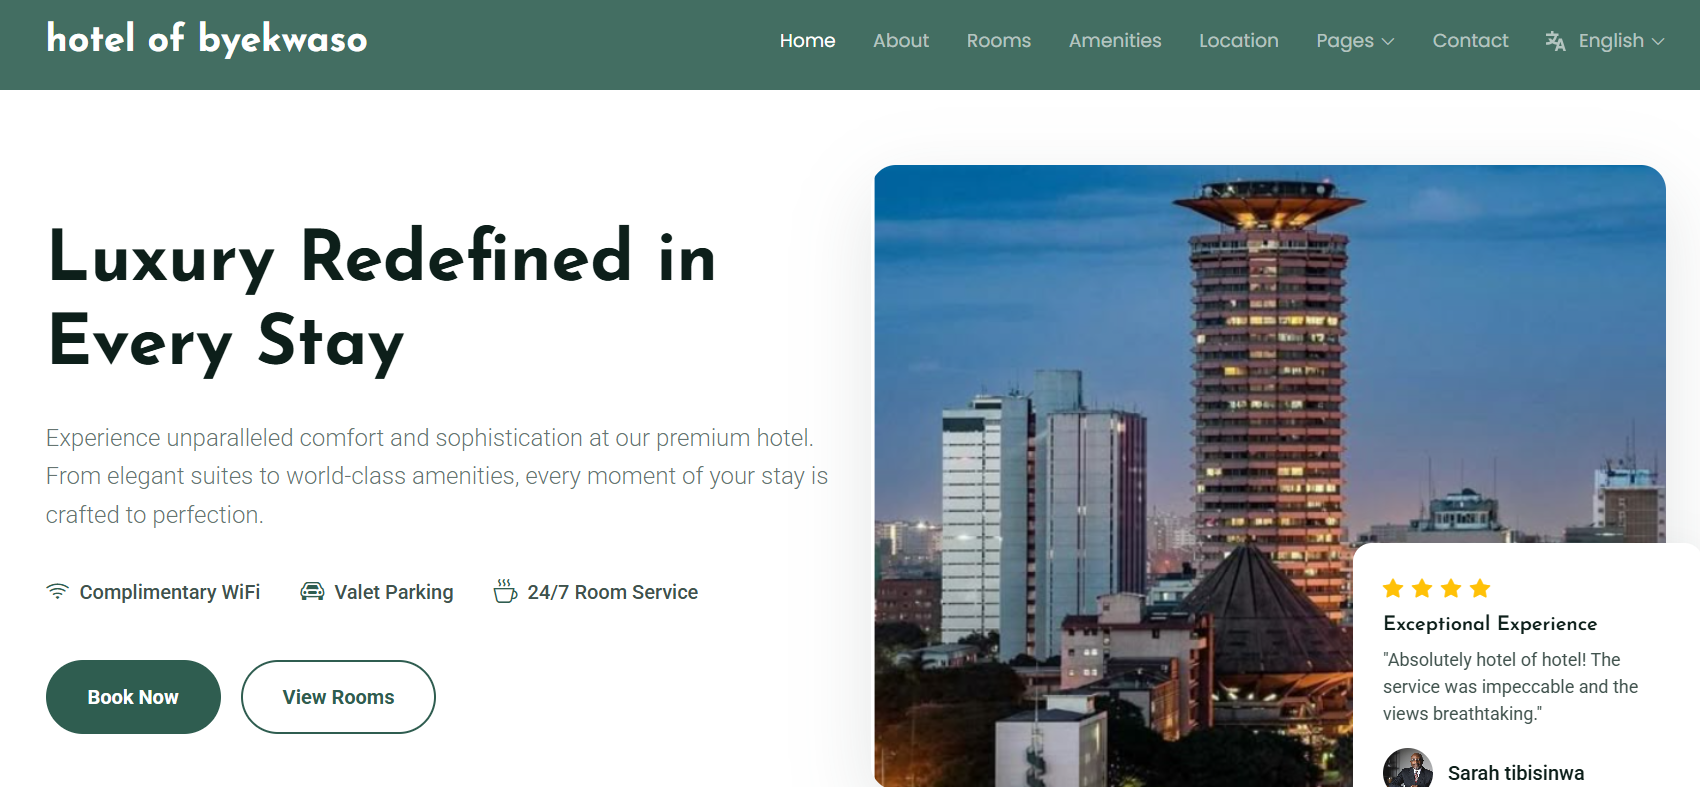 hotel of byekwaso
Home
About
Rooms
Amenities
Location
Pages
Contact
English
Luxury Redefined in
Every Stay
Experience unparalleled comfort and sophistication at our premium hotel.
From elegant suites to world-class amenities, every moment of your stay is
crafted to perfection.
Complimentary WiFi
Valet Parking
24/7 Room Service
Book Now
View Rooms
Exceptional Experience
"Absolutely hotel of hotel! The
service was impeccable and the
views breathtaking."
Sarah tibisinwa